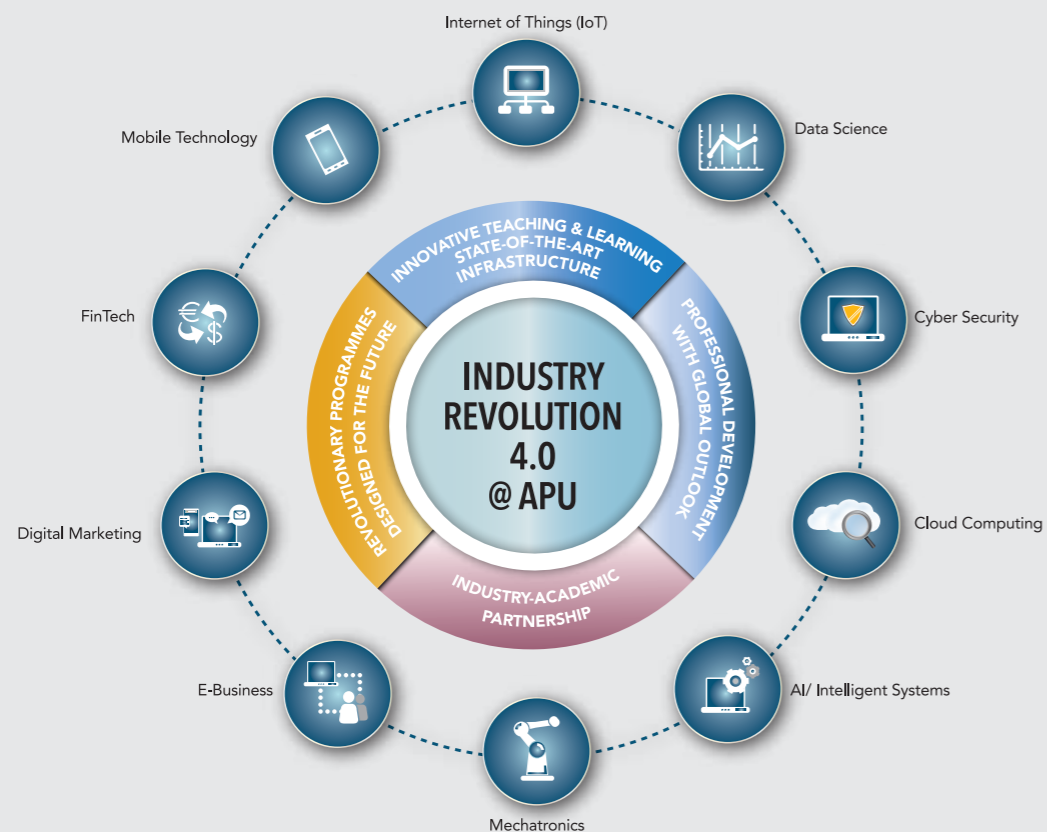 Internet of Things (IoT)
Data Science
Cyber Security
Cloud Computing
AI/ Intelligent Systems
Mechatronics
E-Business
Digital Marketing
FinTech
Mobile Technology
INNOVATIVE TEACHING & LEARNING
STATE-OF-THE-ART
INFRASTRUCTURE
PROFESSIONAL DEVELOPMENT
WITH GLOBAL OUTLOOK
INDUSTRY-ACADEMIC
PARTNERSHIP
REVOLUTIONARY PROGRAMMES
DESIGNED FOR THE FUTURE
INDUSTRY
REVOLUTION
4.0
@ APU
€
$